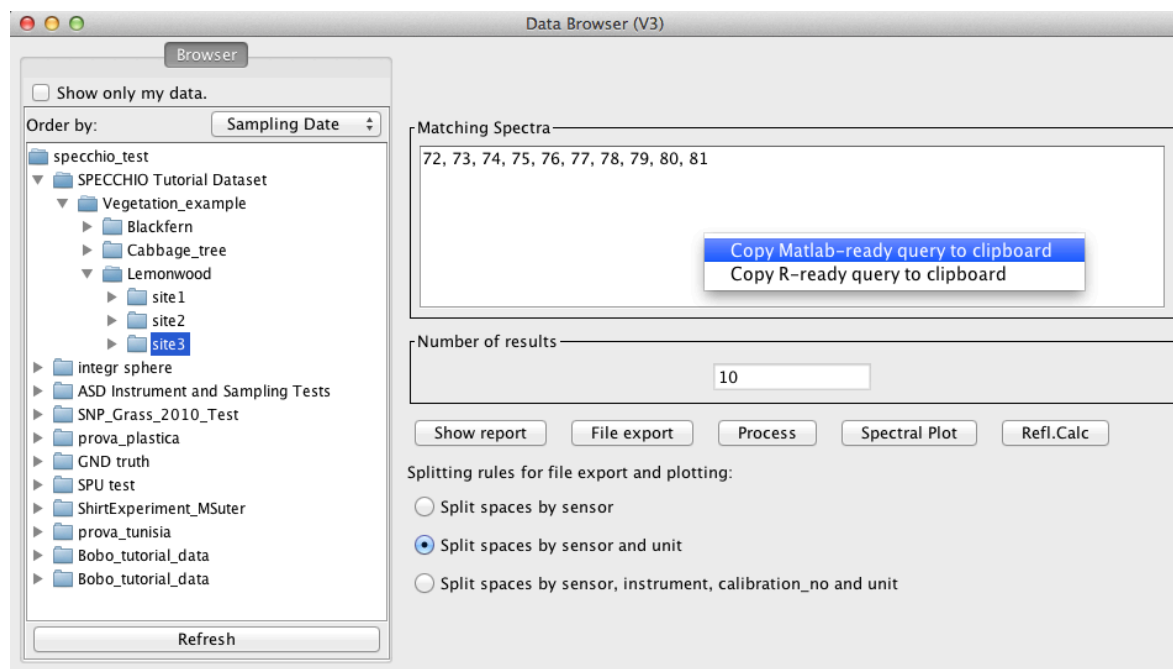 Data Browser (V3)
Browser
Show only my data.
Order by: Sampling Date
specchio_test
SPECCHIO Tutorial Dataset
Vegetation_example
Blackfern
Cabbage_tree
Lemonwood
site1
site2
site3
integr sphere
ASD Instrument and Sampling Tests
SNP_Grass_2010_Test
prova_plastica
GND truth
SPU test
ShirtExperiment_MSuter
prova_tunisia
Bobo_tutorial_data
Bobo_tutorial_data
Refresh
Matching Spectra
72, 73, 74, 75, 76, 77, 78, 79, 80, 81
Copy Matlab-ready query to clipboard
Copy R-ready query to clipboard
Number of results
10
Show report File export Process Spectral Plot Refl.Calc
Splitting rules for file export and plotting:
Split spaces by sensor
Split spaces by sensor and unit
Split spaces by sensor, instrument, calibration_no and unit